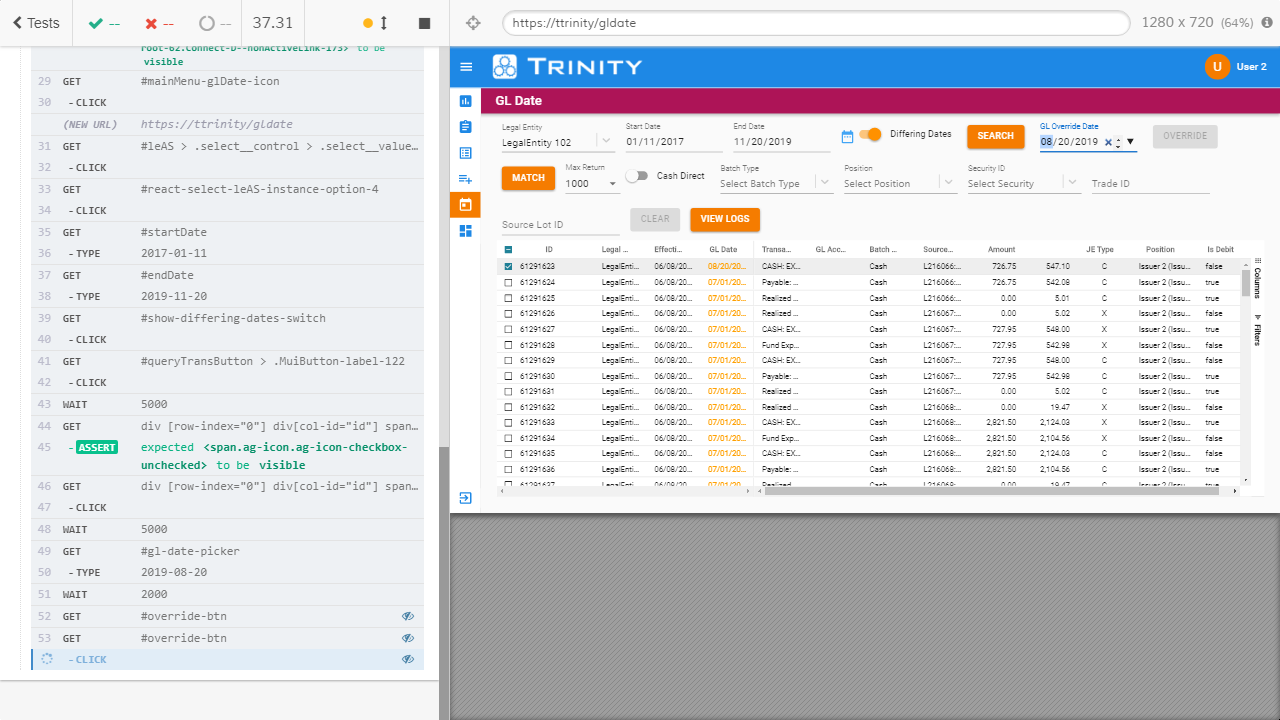 Tests
--
--
--
37.31
https://ttrinity/gldate
1280 x 720 (64%)
root-62.Connect-D--nonActiveLink-173> to be
visible
29 GET #mainMenu-glDate-icon
30 -CLICK
(NEW URL) https://ttrinity/gldate
31 GET #leAS > .select__control > .select__value…
32 -CLICK
33 GET #react-select-leAS-instance-option-4
34 -CLICK
35 GET #startDate
36 -TYPE 2017-01-11
37 GET #endDate
38 -TYPE 2019-11-20
39 GET #show-differing-dates-switch
40 -CLICK
41 GET #queryTransButton > .MuiButton-label-122
42 -CLICK
43 WAIT 5000
44 GET div [row-index="0"] div[col-id="id"] span…
45 -ASSERT expected <span.ag-icon.ag-icon-checkbox-
unchecked> to be visible
46 GET div [row-index="0"] div[col-id="id"] span…
47 -CLICK
48 WAIT 5000
49 GET #gl-date-picker
50 -TYPE 2019-08-20
51 WAIT 2000
52 GET #override-btn
53 GET #override-btn
-CLICK
TRINITY
U User 2
GL Date
Legal Entity Start Date End Date GL Override Date
LegalEntity 102 01/11/2017 11/20/2019 Differing Dates SEARCH 08/20/2019 OVERRIDE
MATCH Max Return Batch Type Position Security ID
1000 Cash Direct Select Batch Type Select Position Select Security Trade ID
Source Lot ID CLEAR VIEW LOGS
ID Legal ... Effecti... GL Date Transa... GL Acc... Batch ... Source... Amount JE Type Position Is Debit
61291623 LegalEnti... 06/08/20... 08/20/20... CASH: EX... Cash L216066:... 726.75 547.10 C Issuer 2 (Issu... false
61291624 LegalEnti... 06/08/20... 07/01/20... Payable: ... Cash L216066:... 726.75 542.08 C Issuer 2 (Issu... true
61291625 LegalEnti... 06/08/20... 07/01/20... Realized ... Cash L216066:... 0.00 5.01 C Issuer 2 (Issu... true
61291626 LegalEnti... 06/08/20... 07/01/20... Realized ... Cash L216067:... 0.00 5.02 X Issuer 2 (Issu... false
61291627 LegalEnti... 06/08/20... 07/01/20... CASH: EX... Cash L216067:... 727.95 548.00 X Issuer 2 (Issu... true
61291628 LegalEnti... 06/08/20... 07/01/20... Fund Exp... Cash L216067:... 727.95 542.98 X Issuer 2 (Issu... false
61291629 LegalEnti... 06/08/20... 07/01/20... CASH: EX... Cash L216067:... 727.95 548.00 C Issuer 2 (Issu... false
61291630 LegalEnti... 06/08/20... 07/01/20... Payable: ... Cash L216067:... 727.95 542.98 C Issuer 2 (Issu... true
61291631 LegalEnti... 06/08/20... 07/01/20... Realized ... Cash L216067:... 0.00 5.02 C Issuer 2 (Issu... true
61291632 LegalEnti... 06/08/20... 07/01/20... Realized ... Cash L216068:... 0.00 19.47 X Issuer 2 (Issu... false
61291633 LegalEnti... 06/08/20... 07/01/20... CASH: EX... Cash L216068:... 2,821.50 2,124.03 X Issuer 2 (Issu... true
61291634 LegalEnti... 06/08/20... 07/01/20... Fund Exp... Cash L216068:... 2,821.50 2,104.56 X Issuer 2 (Issu... false
61291635 LegalEnti... 06/08/20... 07/01/20... CASH: EX... Cash L216068:... 2,821.50 2,124.03 C Issuer 2 (Issu... false
61291636 LegalEnti... 06/08/20... 07/01/20... Payable: ... Cash L216068:... 2,821.50 2,104.56 C Issuer 2 (Issu... true
61291637 LegalEnti... 06/08/20... 07/01/20... Realized ... Cash L216068:... 0.00 19.47 C Issuer 2 (Issu... true
Columns
Filters